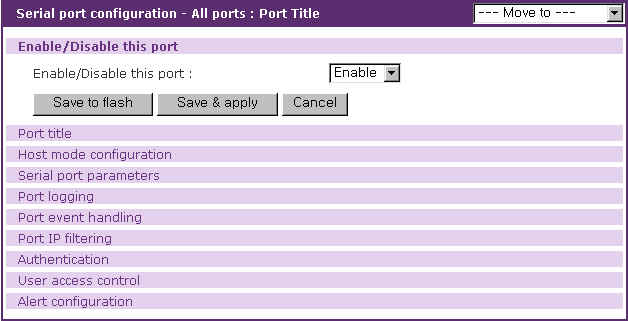 Serial port configuration - All ports : Port Title
--- Move to ---
Enable/Disable this port
Enable/Disable this port :
Enable
Save to flash
Save & apply
Cancel
Port title
Host mode configuration
Serial port parameters
Port logging
Port event handling
Port IP filtering
Authentication
User access control
Alert configuration